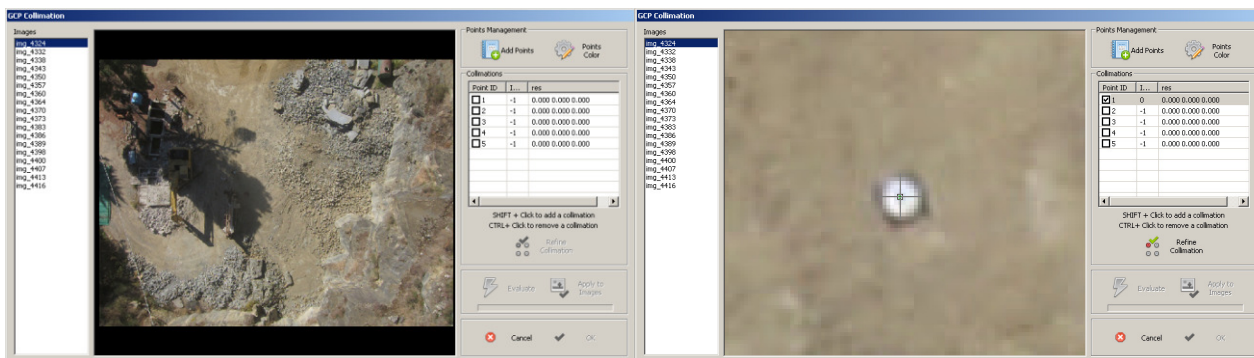 GCP Collimation
Images
img_4324
img_4332
img_4338
img_4343
img_4350
img_4357
img_4360
img_4364
img_4370
img_4373
img_4383
img_4386
img_4389
img_4398
img_4400
img_4407
img_4413
img_4416
Points Management
Add Points
Points
Color
Collimations
Point ID I... res
1 -1 0.000 0.000 0.000
2 -1 0.000 0.000 0.000
3 -1 0.000 0.000 0.000
4 -1 0.000 0.000 0.000
5 -1 0.000 0.000 0.000
SHIFT + Click to add a collimation
CTRL+ Click to remove a collimation
Refine
Collimation
Evaluate
Apply to
Images
Cancel
OK
GCP Collimation
Images
img_4324
img_4332
img_4338
img_4343
img_4350
img_4357
img_4360
img_4364
img_4370
img_4373
img_4383
img_4386
img_4389
img_4398
img_4400
img_4407
img_4413
img_4416
Points Management
Add Points
Points
Color
Collimations
Point ID I... res
1 0 0.000 0.000 0.000
2 -1 0.000 0.000 0.000
3 -1 0.000 0.000 0.000
4 -1 0.000 0.000 0.000
5 -1 0.000 0.000 0.000
SHIFT + Click to add a collimation
CTRL+ Click to remove a collimation
Refine
Collimation
Evaluate
Apply to
Images
Cancel
OK